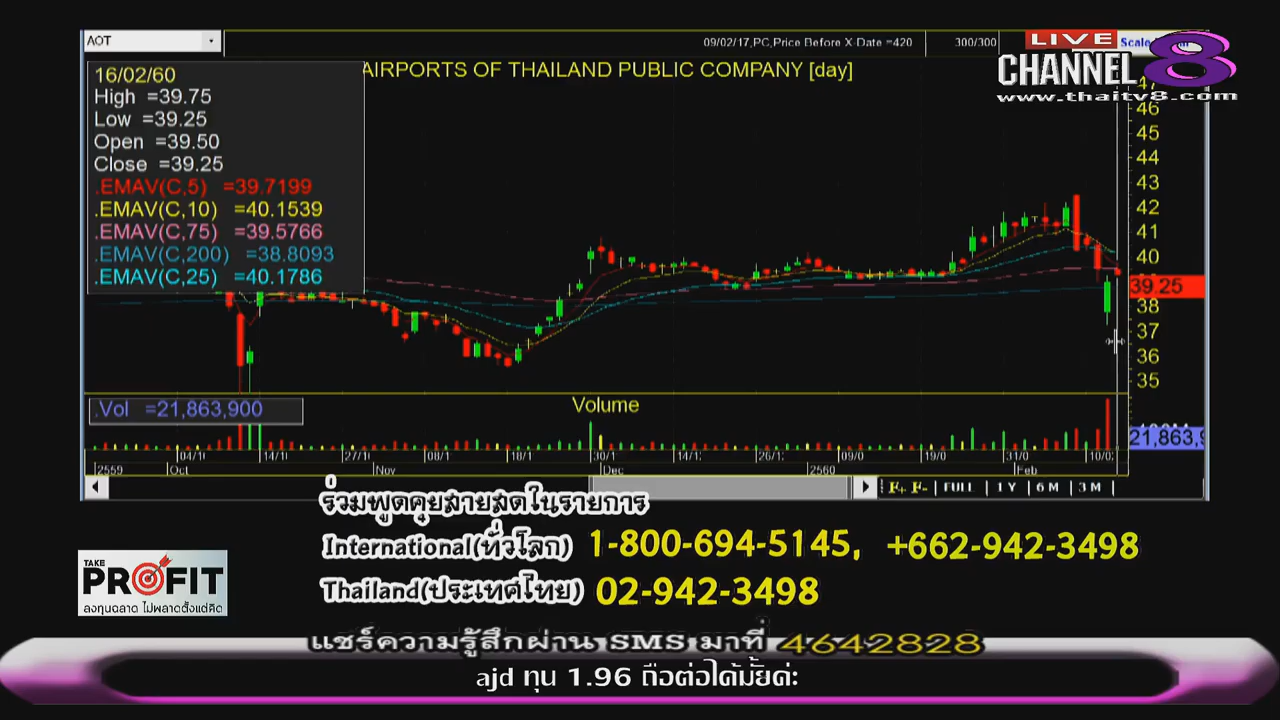 AOT
09/02/17,PC,Price Before X-Date =420
300/300
LIVE
Scale
CHANNEL 8
www.thaitv8.com
AIRPORTS OF THAILAND PUBLIC COMPANY [day]
16/02/60
High =39.75
Low =39.25
Open =39.50
Close =39.25
.EMAV(C,5) =39.7199
.EMAV(C,10) =40.1539
.EMAV(C,75) =39.5766
.EMAV(C,200) =38.8093
.EMAV(C,25) =40.1786
47
46
45
44
43
42
41
40
39.25
38
37
36
35
.Vol =21,863,900
Volume
21,863,9
04/10 14/1 27/1 08/1 18/1 30/1 14/1 26/1 09/0 19/0 31/0 10/0
2559 Oct Nov Dec 2560 Feb
F+ F- FULL 1 Y 6 M 3 M
ร่วมพูดคุยสายสดในรายการ
International(ทั่วโลก) 1-800-694-5145, +662-942-3498
Thailand(ประเทศไทย) 02-942-3498
TAKE
PROFIT
ลงทุนฉลาด ไม่พลาดตั้งแต่คิด
แชร์ความรู้สึกผ่าน SMS มาที่ 4642828
ajd ทุน 1.96 ถือต่อได้มั้ยค่ะ